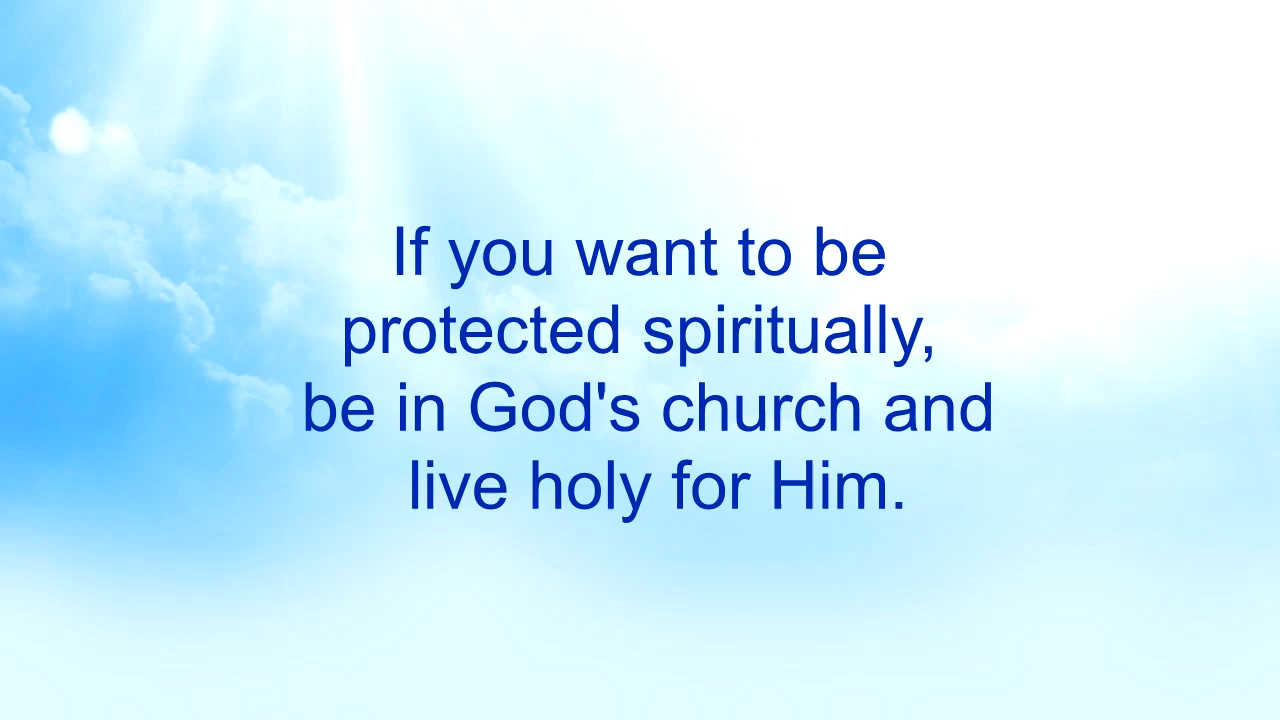 If you want to be
protected spiritually,
be in God's church and
live holy for Him.